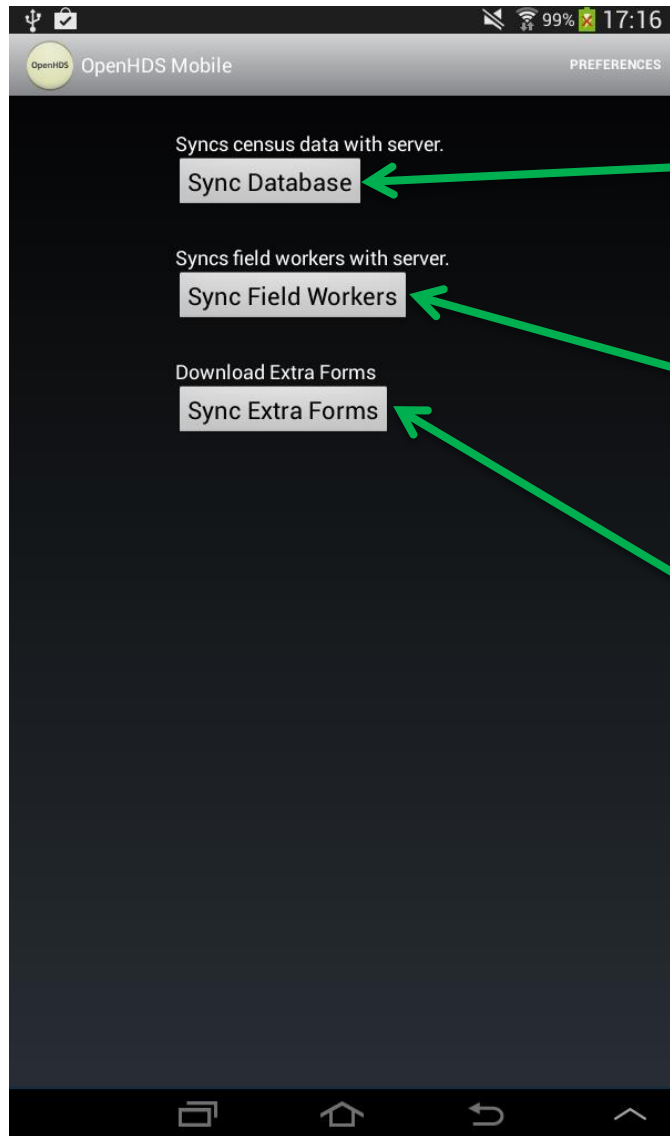 99% 17:16
OpenHDS OpenHDS Mobile PREFERENCES
Syncs census data with server.
Sync Database
Syncs field workers with server.
Sync Field Workers
Download Extra Forms
Sync Extra Forms